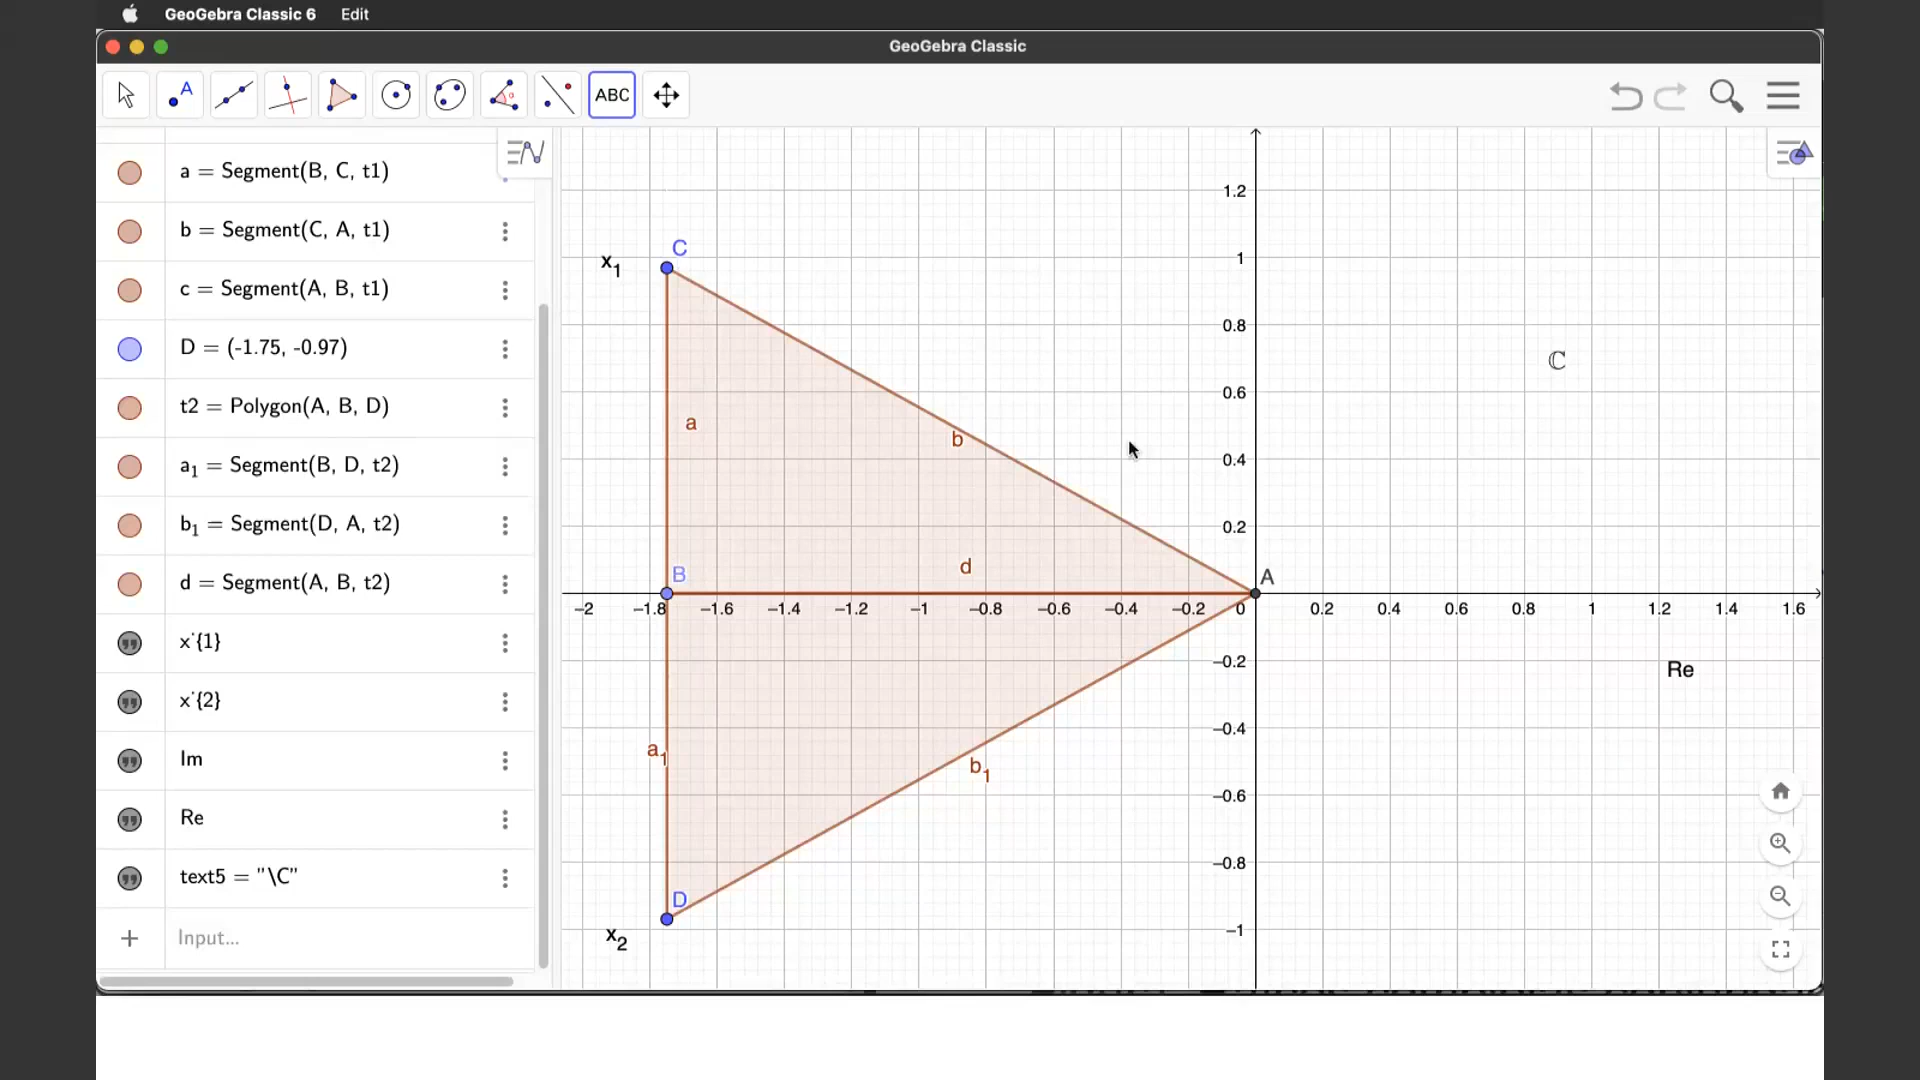 GeoGebra Classic 6 Edit
GeoGebra Classic
A
α
ABC
a = Segment(B, C, t1)
b = Segment(C, A, t1)
c = Segment(A, B, t1)
D = (-1.75, -0.97)
t2 = Polygon(A, B, D)
a₁ = Segment(B, D, t2)
b₁ = Segment(D, A, t2)
d = Segment(A, B, t2)
x˙{1}
x˙{2}
Im
Re
text5 = "\C"
+ Input...
1.2
x₁
C
1
0.8
ℂ
0.6
a
b
0.4
0.2
B
d
A
–2 –1.8 –1.6 –1.4 –1.2 –1 –0.8 –0.6 –0.4 –0.2 0 0.2 0.4 0.6 0.8 1 1.2 1.4 1.6
–0.2
Re
–0.4
a₁
b₁
–0.6
–0.8
D
x₂
–1